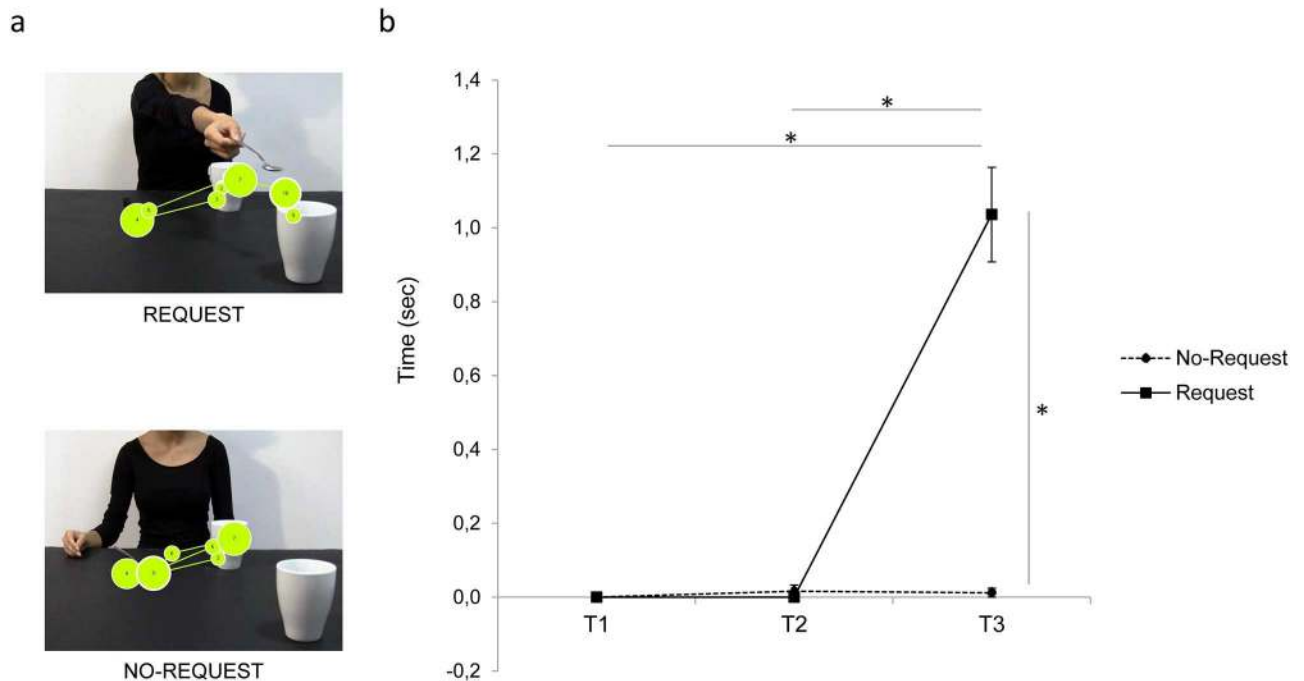 a
REQUEST
NO-REQUEST
b
Time (sec)
1,4
1,2
1,0
0,8
0,6
0,4
0,2
0,0
-0,2
*
*
*
T1 T2 T3
No-Request
Request